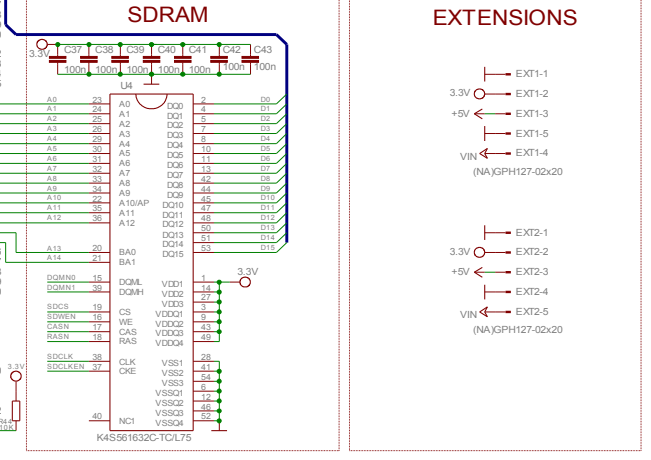 SDRAM
3.3V
C37 C38 C39 C40 C41 C42 C43
100n 100n 100n 100n 100n 100n 100n
U4
A0 23 A0 DQ0 2 D0
A1 24 A1 DQ1 4 D1
A2 25 A2 DQ2 5 D2
A3 26 A3 DQ3 7 D3
A4 29 A4 DQ4 8 D4
A5 30 A5 DQ5 10 D5
A6 31 A6 DQ6 11 D6
A7 32 A7 DQ7 13 D7
A8 33 A8 DQ8 42 D8
A9 34 A9 DQ9 44 D9
A10 22 A10/AP DQ10 45 D10
A11 35 A11 DQ11 47 D11
A12 36 A12 DQ12 48 D12
DQ13 50 D13
DQ14 51 D14
A13 20 BA0 DQ15 53 D15
A14 21 BA1
DQMN0 15 DQML VDD1 1 3.3V
DQMN1 39 DQMH VDD2 14
VDD3 27
SDCS 19 CS VDDQ1 3
SDWEN 16 WE VDDQ2 9
CASN 17 CAS VDDQ3 43
RASN 18 RAS VDDQ4 49
SDCLK 38 CLK VSS1 28
SDCLKEN 37 CKE VSS2 41
VSS3 54
VSSQ1 6
VSSQ2 12
VSSQ3 46
40 NC1 VSSQ4 52
K4S561632C-TC/L75
3.3V
R44
10K
EXTENSIONS
EXT1-1
3.3V EXT1-2
+5V EXT1-3
EXT1-5
VIN EXT1-4
(NA)GPH127-02x20
EXT2-1
3.3V EXT2-2
+5V EXT2-3
EXT2-4
VIN EXT2-5
(NA)GPH127-02x20